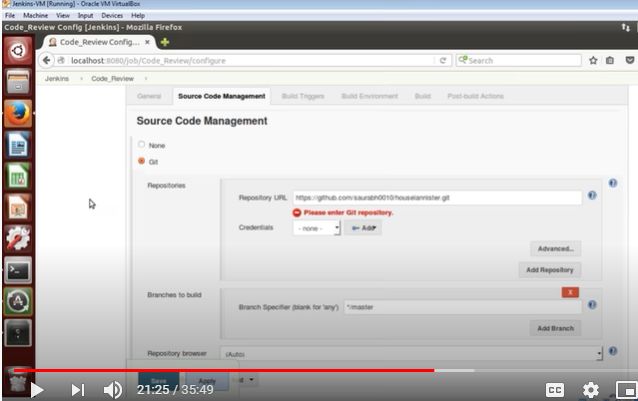 Jenkins-VM [Running] - Oracle VM VirtualBox
File Machine View Input Devices Help
Code_Review Config [Jenkins] - Mozilla Firefox
Code_Review Config... ×
localhost:8080/job/Code_Review/configure
Search
Jenkins Code_Review
General Source Code Management Build Triggers Build Environment Build Post-build Actions
Source Code Management
None
Git
Repositories
Repository URL https://github.com/saurabh0010/houselannister.git
Please enter Git repository.
Credentials - none - Add
Advanced...
Add Repository
X
Branches to build
Branch Specifier (blank for 'any') */master
Add Branch
Repository browser (Auto)
Save Apply
21:25 / 35:49 CC